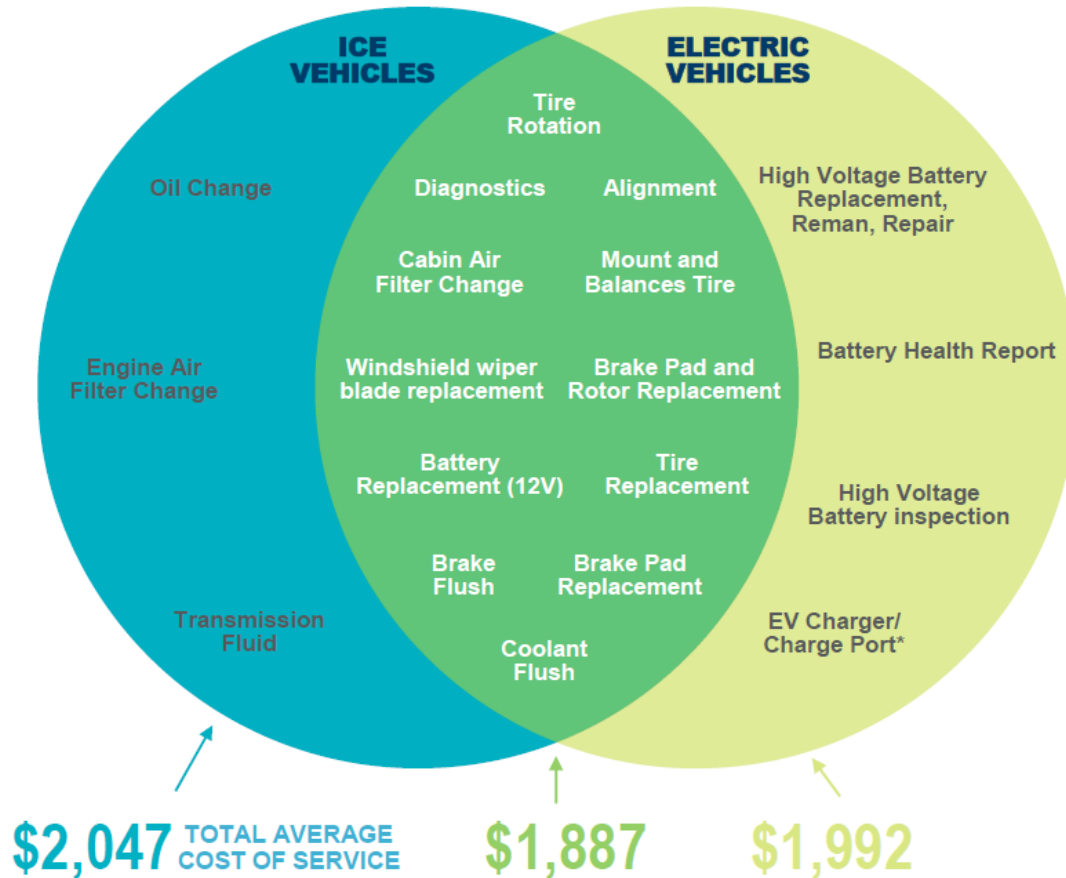 ICE
VEHICLES
ELECTRIC
VEHICLES
Tire
Rotation
Oil Change
Diagnostics
Alignment
High Voltage Battery
Replacement,
Reman, Repair
Cabin Air
Filter Change
Mount and
Balances Tire
Engine Air
Filter Change
Windshield wiper
blade replacement
Brake Pad and
Rotor Replacement
Battery Health Report
Battery
Replacement (12V)
Tire
Replacement
High Voltage
Battery inspection
Brake
Flush
Brake Pad
Replacement
Transmission
Fluid
Coolant
Flush
EV Charger/
Charge Port*
$2,047
TOTAL AVERAGE
COST OF SERVICE
$1,887
$1,992